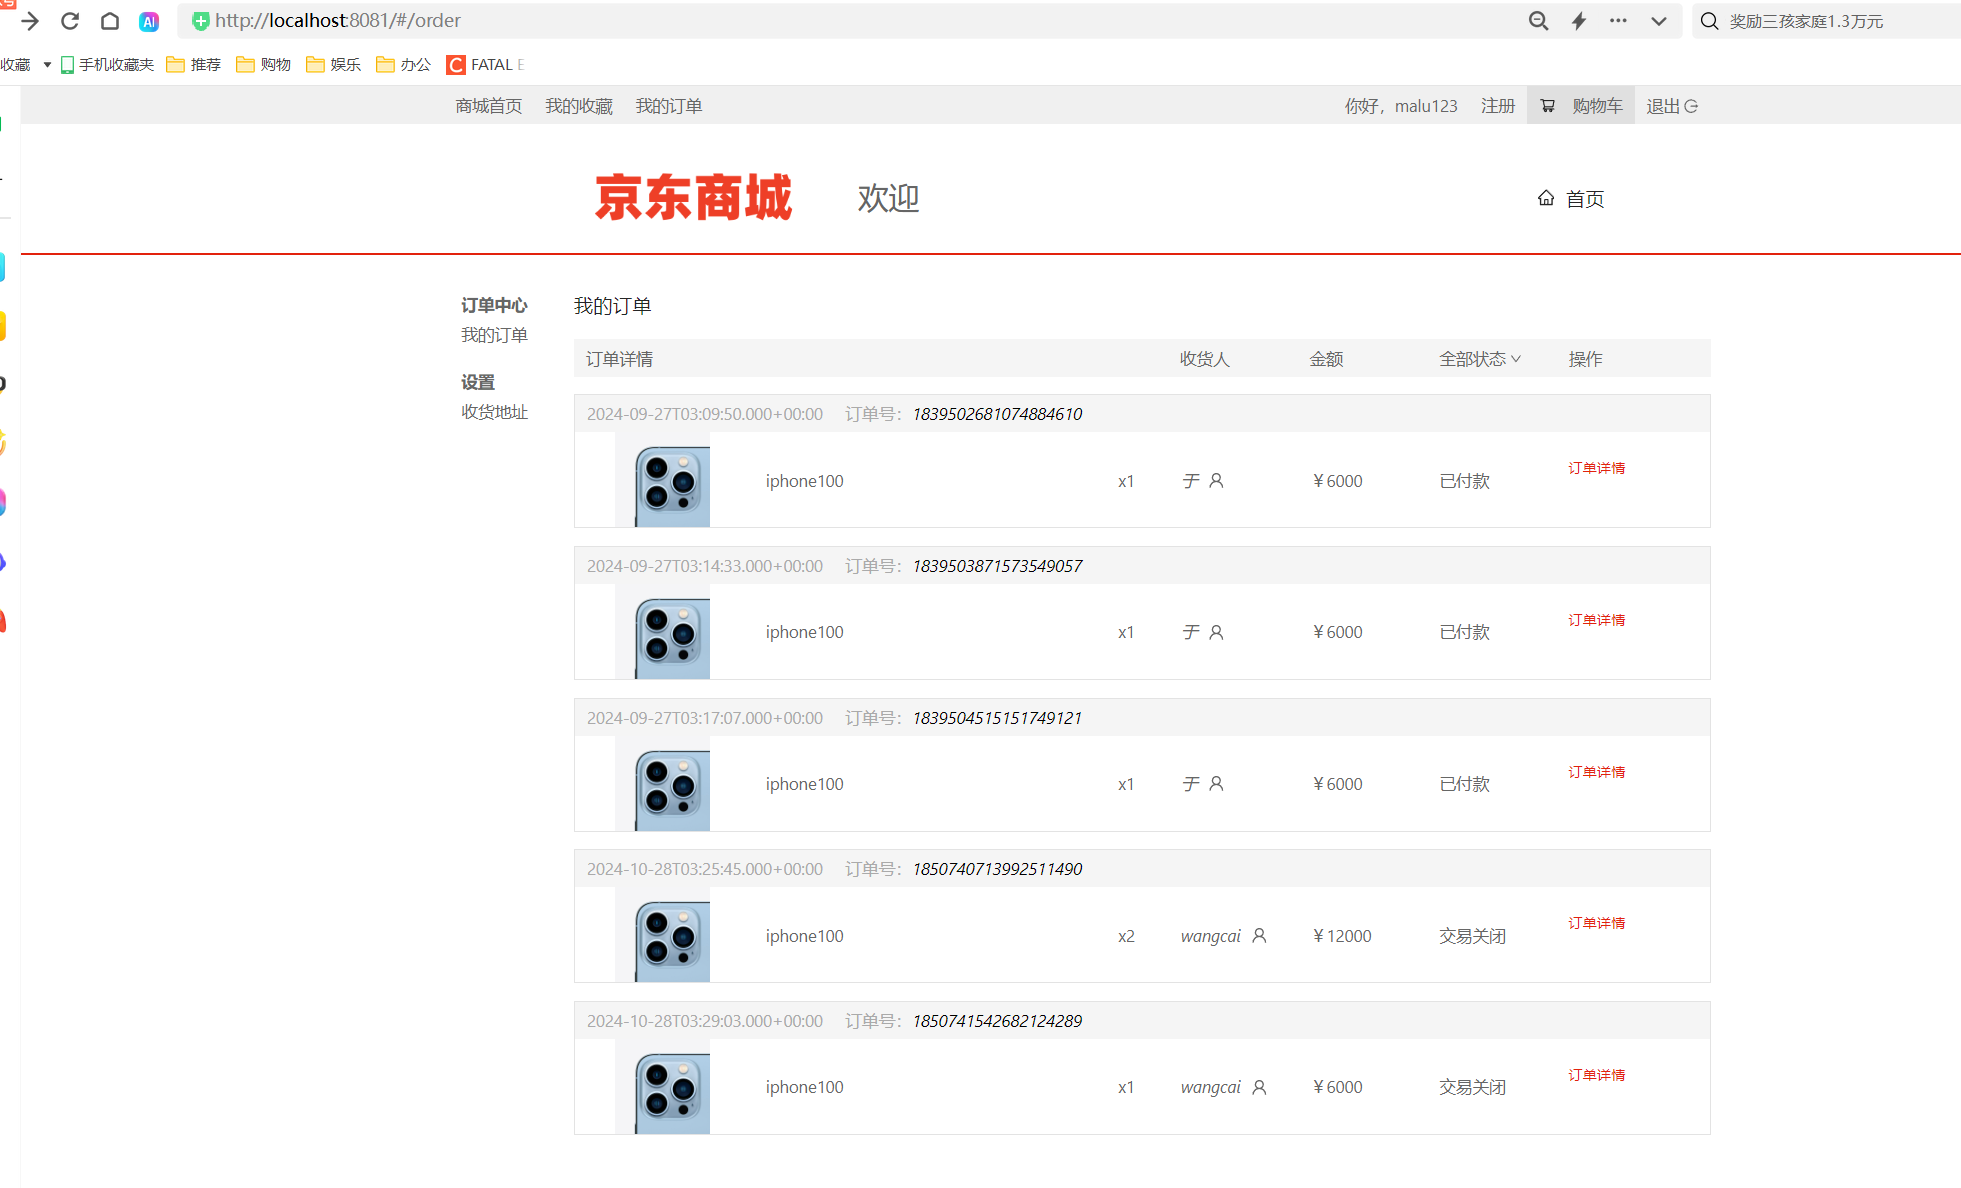 http://localhost:8081/#/order
奖励三孩家庭1.3万元
收藏 手机收藏夹 推荐 购物 娱乐 办公 FATAL E
商城首页 我的收藏 我的订单 你好，malu123 注册 购物车 退出
京东商城 欢迎 首页
订单中心
我的订单
设置
收货地址
我的订单
订单详情 收货人 金额 全部状态 操作
2024-09-27T03:09:50.000+00:00 订单号：1839502681074884610
iphone100 x1 于 ￥6000 已付款 订单详情
2024-09-27T03:14:33.000+00:00 订单号：1839503871573549057
iphone100 x1 于 ￥6000 已付款 订单详情
2024-09-27T03:17:07.000+00:00 订单号：1839504515151749121
iphone100 x1 于 ￥6000 已付款 订单详情
2024-10-28T03:25:45.000+00:00 订单号：1850740713992511490
iphone100 x2 wangcai ￥12000 交易关闭 订单详情
2024-10-28T03:29:03.000+00:00 订单号：1850741542682124289
iphone100 x1 wangcai ￥6000 交易关闭 订单详情